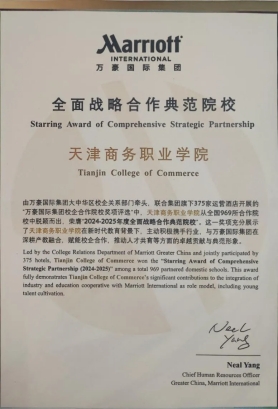 Marriott
INTERNATIONAL
万豪国际集团
全面战略合作典范院校
Starring Award of Comprehensive Strategic Partnership
天津商务职业学院
Tianjin College of Commerce
由万豪国际集团大中华区校企关系部门牵头，联合集团旗下375家运营酒店开展的
“万豪国际集团校企合作院校奖项评选”中，天津商务职业学院从全国969所合作院
校中脱颖而出，荣膺“2024-2025年度全面战略合作典范院校”。这一奖项充分展示
了天津商务职业学院在新时代教育背景下，主动积极携手行业，与万豪国际集团在
深耕产教融合，赋能校企合作，推动人才共育等方面的卓越贡献与典范形象。
Led by the College Relations Department of Marriott Greater China and jointly participated by
375 hotels, Tianjin College of Commerce won the “Starring Award of Comprehensive
Strategic Partnership (2024-2025)” among a total 969 partnered domestic schools. This award
fully demonstrates Tianjin College of Commerce's significant contributions to the integration of
industry and education cooperative with Marriott International as role model, including young
talent cultivation.
Neal Yang
Neal Yang
Chief Human Resources Officer
Greater China, Marriott International